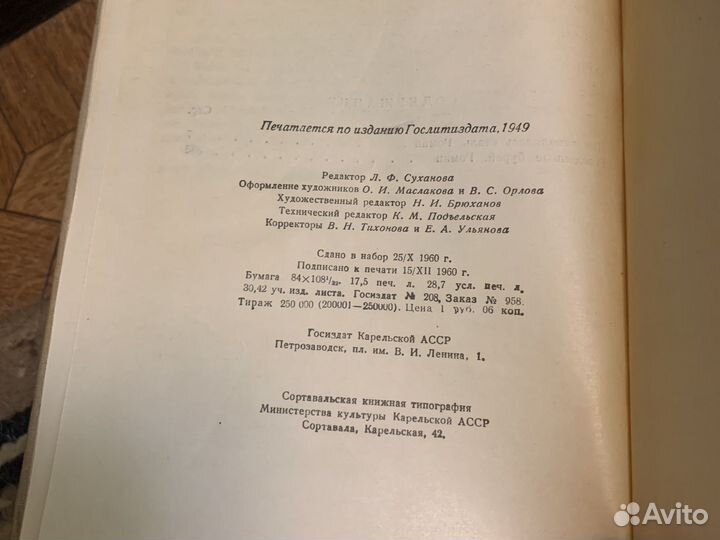 Печатается по изданию Гослитиздата, 1949
Редактор Л. Ф. Суханова
Оформление художников О. И. Маслакова и В. С. Орлова
Художественный редактор Н. И. Брюханов
Технический редактор К. М. Подъельская
Корректоры В. Н. Тихонова и Е. А. Ульянова
Сдано в набор 25/X 1960 г.
Подписано к печати 15/XII 1960 г.
Бумага 84×108¹/₃₂. 17,5 печ. л. 28,7 усл. печ. л.
30,42 уч. изд. листа. Госиздат № 208. Заказ № 958.
Тираж 250 000 (200001—250000). Цена 1 руб. 06 коп.
Госиздат Карельской АССР
Петрозаводск, пл. им. В. И. Ленина, 1.
Сортавальская книжная типография
Министерства культуры Карельской АССР
Сортавала, Карельская, 42.
Avito